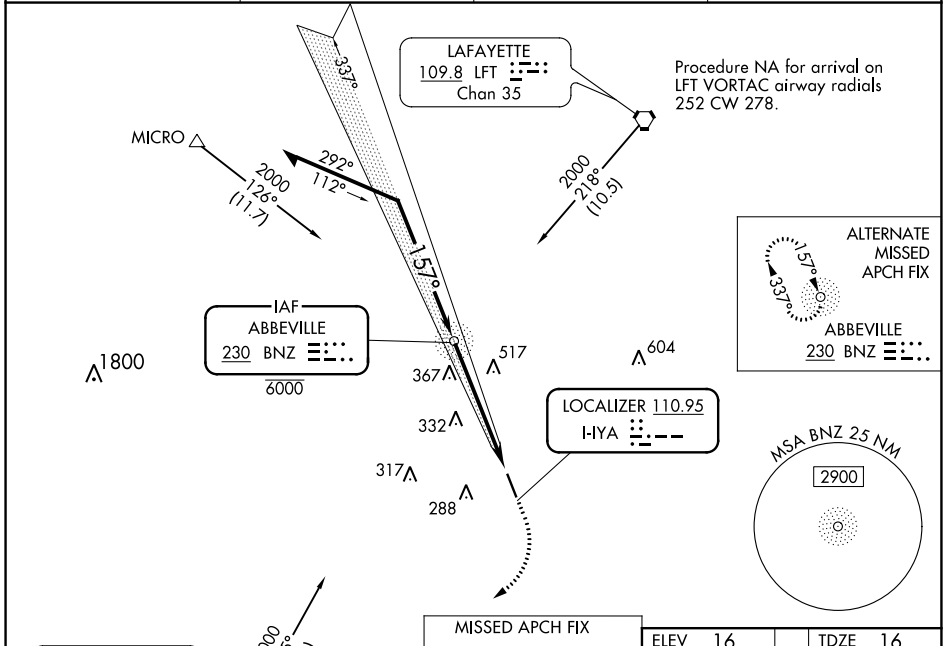 LAFAYETTE
109.8 LFT
Chan 35
Procedure NA for arrival on
LFT VORTAC airway radials
252 CW 278.
337°
MICRO
292°
112°
2000
126°
(11.7)
2000
218°
(10.5)
157°
ALTERNATE
MISSED
APCH FIX
157°
337°
ABBEVILLE
230 BNZ
IAF
ABBEVILLE
230 BNZ
6000
1800
517
604
367
LOCALIZER 110.95
I-IYA
332
317
288
MSA BNZ 25 NM
2900
MISSED APCH FIX
ELEV 16
TDZE 16